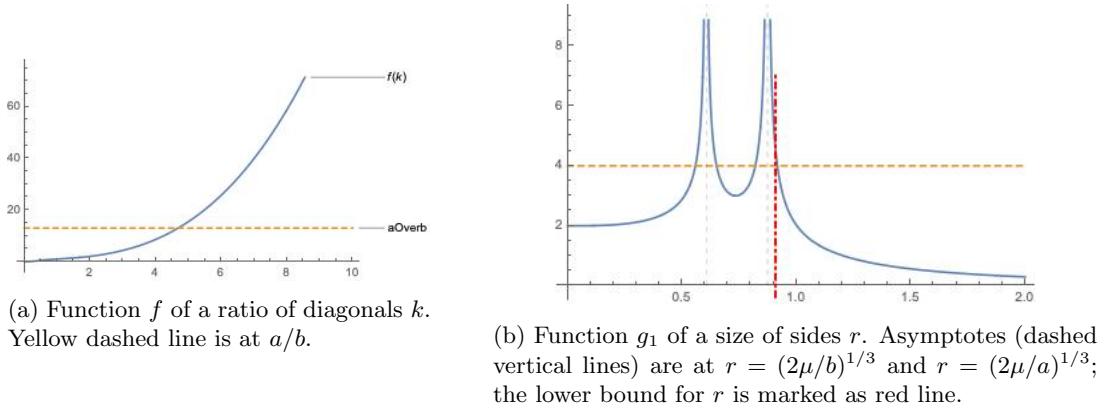 f(k)
60
40
20
aOverb
2
4
6
8
10
(a) Function f of a ratio of diagonals k.
Yellow dashed line is at a/b.
8
6
4
2
0.5
1.0
1.5
2.0
(b) Function g₁ of a size of sides r. Asymptotes (dashed
vertical lines) are at r = (2μ/b)^{1/3} and r = (2μ/a)^{1/3};
the lower bound for r is marked as red line.